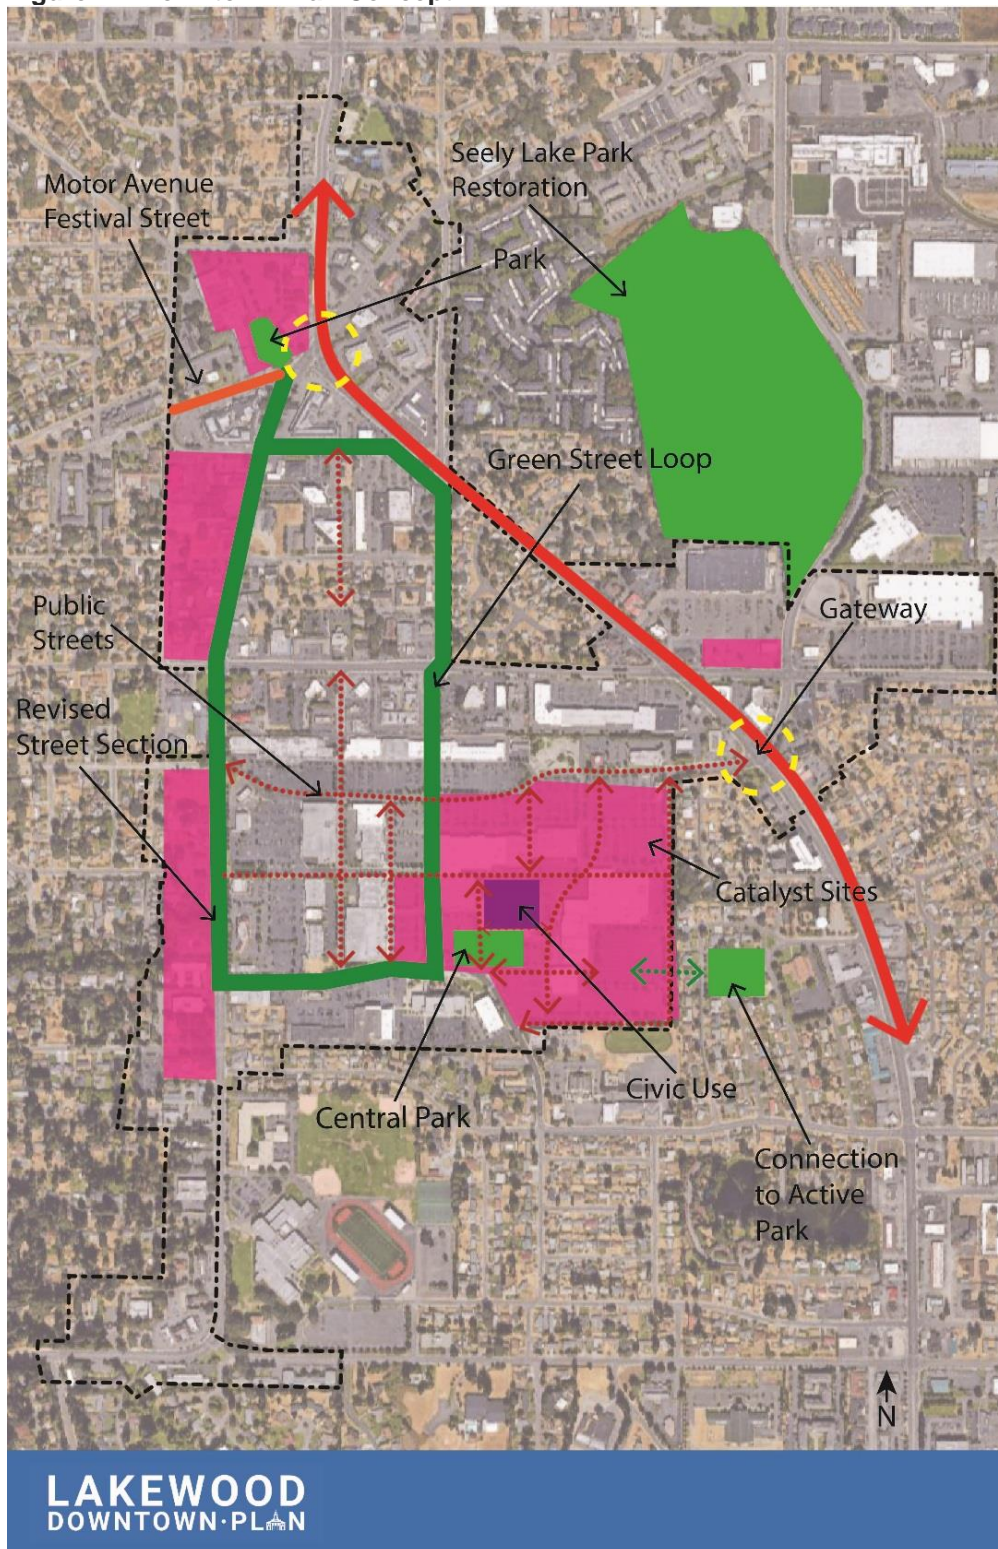 Seely Lake Park
Restoration
Motor Avenue
Festival Street
Park
Green Street Loop
Public
Streets
Gateway
Revised
Street Section
Catalyst Sites
Civic Use
Central Park
Connection
to Active
Park
N
LAKEWOOD
DOWNTOWN·PLAN